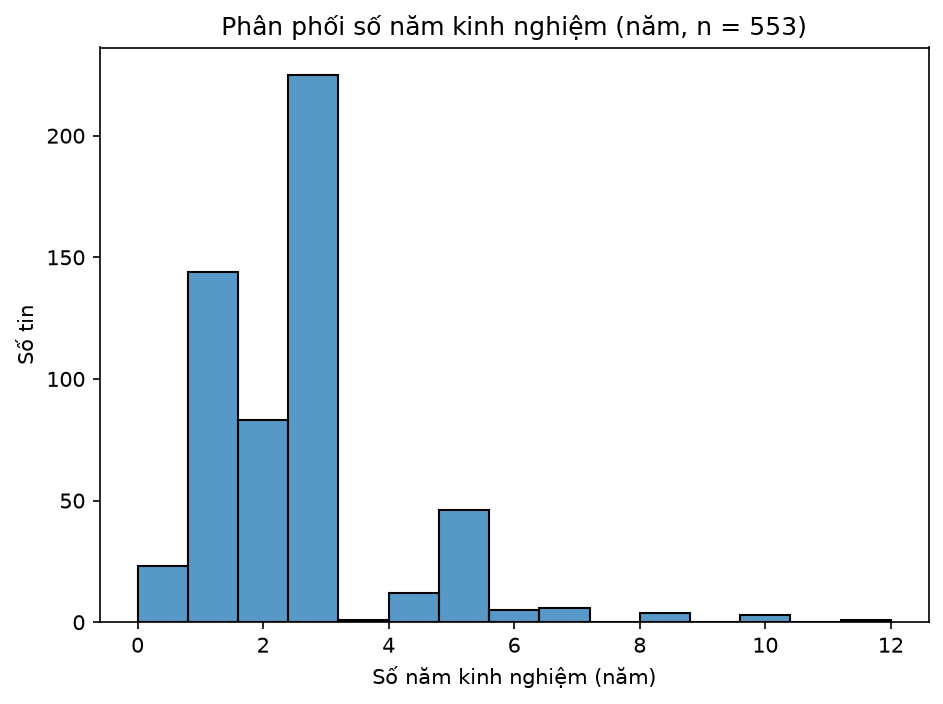 Phân phối số năm kinh nghiệm (năm, n = 553)
Số tin
200
150
100
50
0
0 2 4 6 8 10 12
Số năm kinh nghiệm (năm)